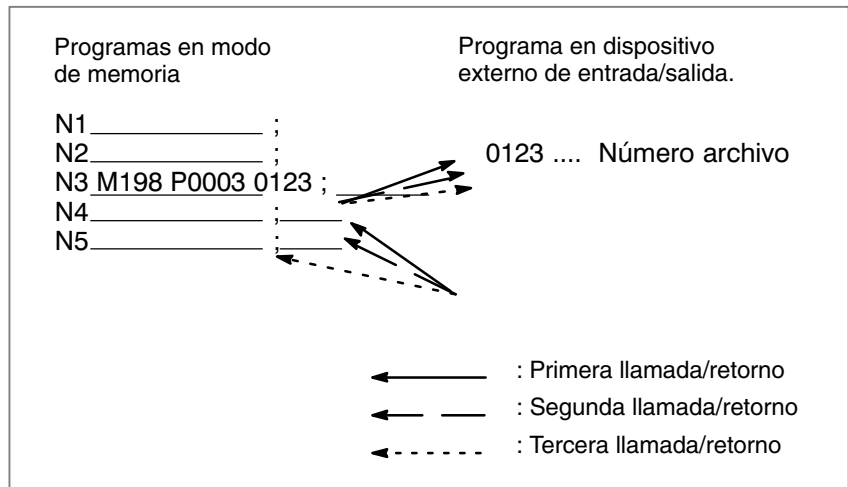 Programas en modo
de memoria
Programa en dispositivo
externo de entrada/salida.
N1 ;
N2 ;
N3 M198 P0003 0123 ;
N4 ;
N5 ;
0123 .... Número archivo
: Primera llamada/retorno
: Segunda llamada/retorno
: Tercera llamada/retorno